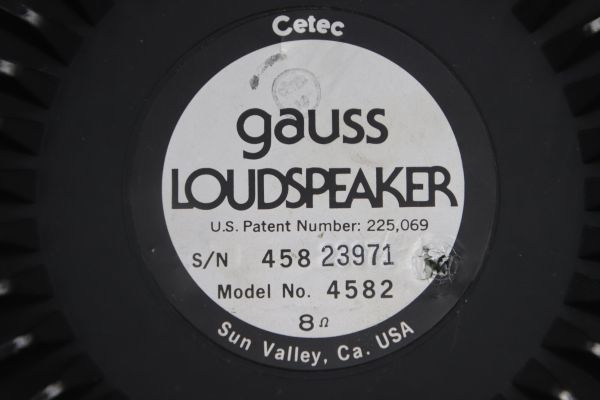 Cetec
gauss
LOUDSPEAKER
U.S. Patent Number: 225,069
S/N 458 23971
Model No. 4582
8Ω
Sun Valley, Ca. USA